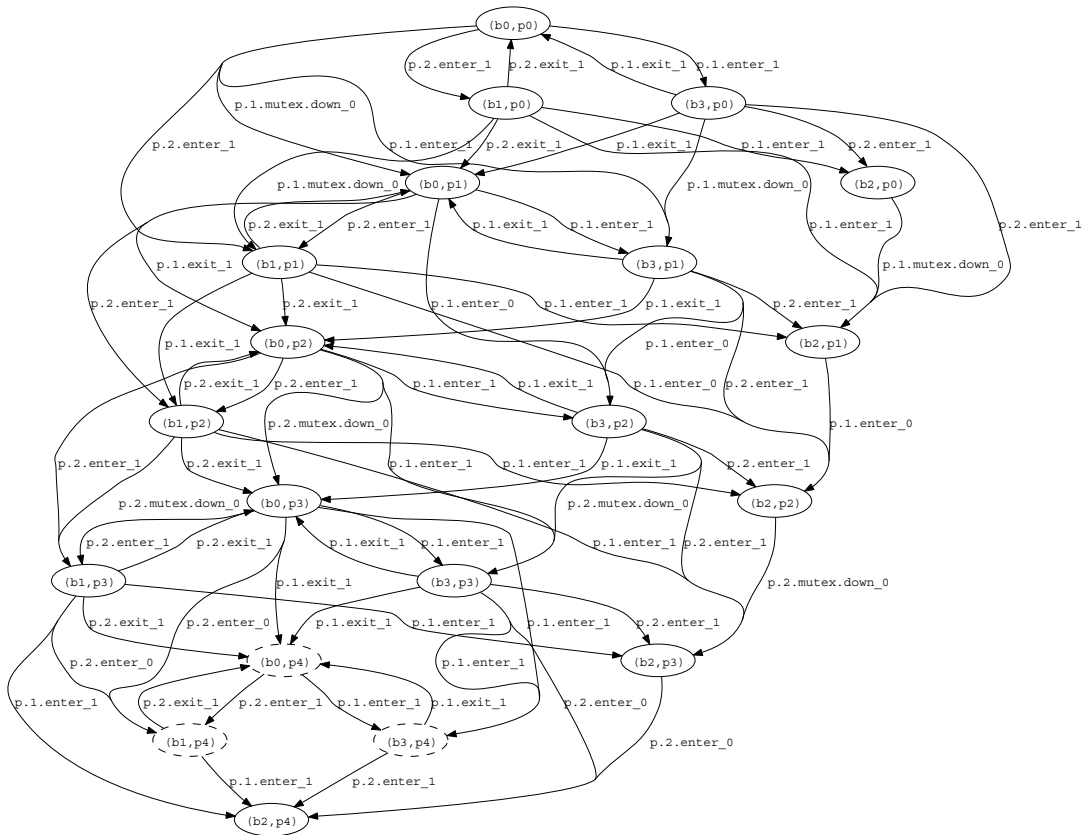 (b0,p0)
p.2.enter_1 p.2.exit_1 p.1.exit_1 p.1.enter_1
(b1,p0) (b3,p0)
p.1.mutex.down_0
p.2.enter_1 p.1.enter_1 p.2.exit_1 p.1.exit_1 p.1.enter_1 p.2.enter_1
p.1.mutex.down_0 (b0,p1) p.1.mutex.down_0 (b2,p0)
p.2.exit_1 p.2.enter_1 p.1.exit_1 p.1.enter_1 p.1.enter_1 p.2.enter_1
p.1.exit_1 (b1,p1) (b3,p1) p.1.mutex.down_0
p.2.enter_1 p.2.exit_1 p.1.enter_0 p.1.enter_1 p.1.exit_1 p.2.enter_1
p.1.exit_1 (b0,p2) p.1.enter_0 (b2,p1)
p.2.exit_1 p.2.enter_1 p.1.enter_1 p.1.exit_1 p.1.enter_0 p.2.enter_1
(b1,p2) p.2.mutex.down_0 (b3,p2) p.1.enter_0
p.2.enter_1 p.2.exit_1 p.1.enter_1 p.1.enter_1 p.1.exit_1 p.2.enter_1
p.2.mutex.down_0 (b0,p3) p.2.mutex.down_0 (b2,p2)
p.2.enter_1 p.2.exit_1 p.1.exit_1 p.1.enter_1 p.1.enter_1 p.2.enter_1
(b1,p3) p.1.exit_1 (b3,p3) p.2.mutex.down_0
p.2.exit_1 p.2.enter_0 p.1.exit_1 p.1.enter_1 p.1.enter_1 p.2.enter_1
p.2.enter_0 (b0,p4) p.1.enter_1 (b2,p3)
p.1.enter_1 p.2.exit_1 p.2.enter_1 p.1.enter_1 p.1.exit_1 p.2.enter_0
(b1,p4) (b3,p4) p.2.enter_0
p.1.enter_1 p.2.enter_1
(b2,p4)